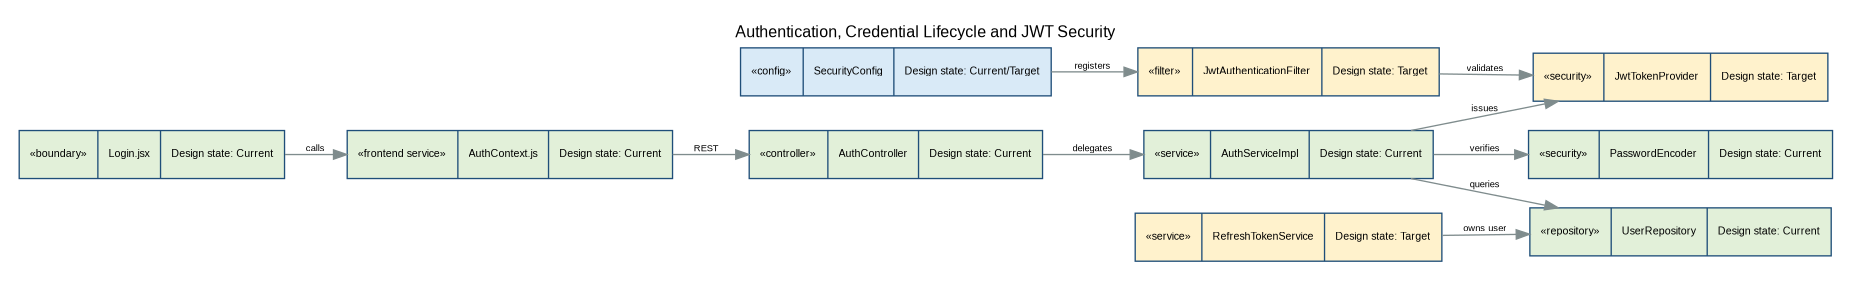 Authentication, Credential Lifecycle and JWT Security
«config» SecurityConfig Design state: Current/Target
registers
«filter» JwtAuthenticationFilter Design state: Target
validates
«security» JwtTokenProvider Design state: Target
issues
«boundary» Login.jsx Design state: Current
calls
«frontend service» AuthContext.js Design state: Current
REST
«controller» AuthController Design state: Current
delegates
«service» AuthServiceImpl Design state: Current
verifies
«security» PasswordEncoder Design state: Current
queries
«service» RefreshTokenService Design state: Target
owns user
«repository» UserRepository Design state: Current